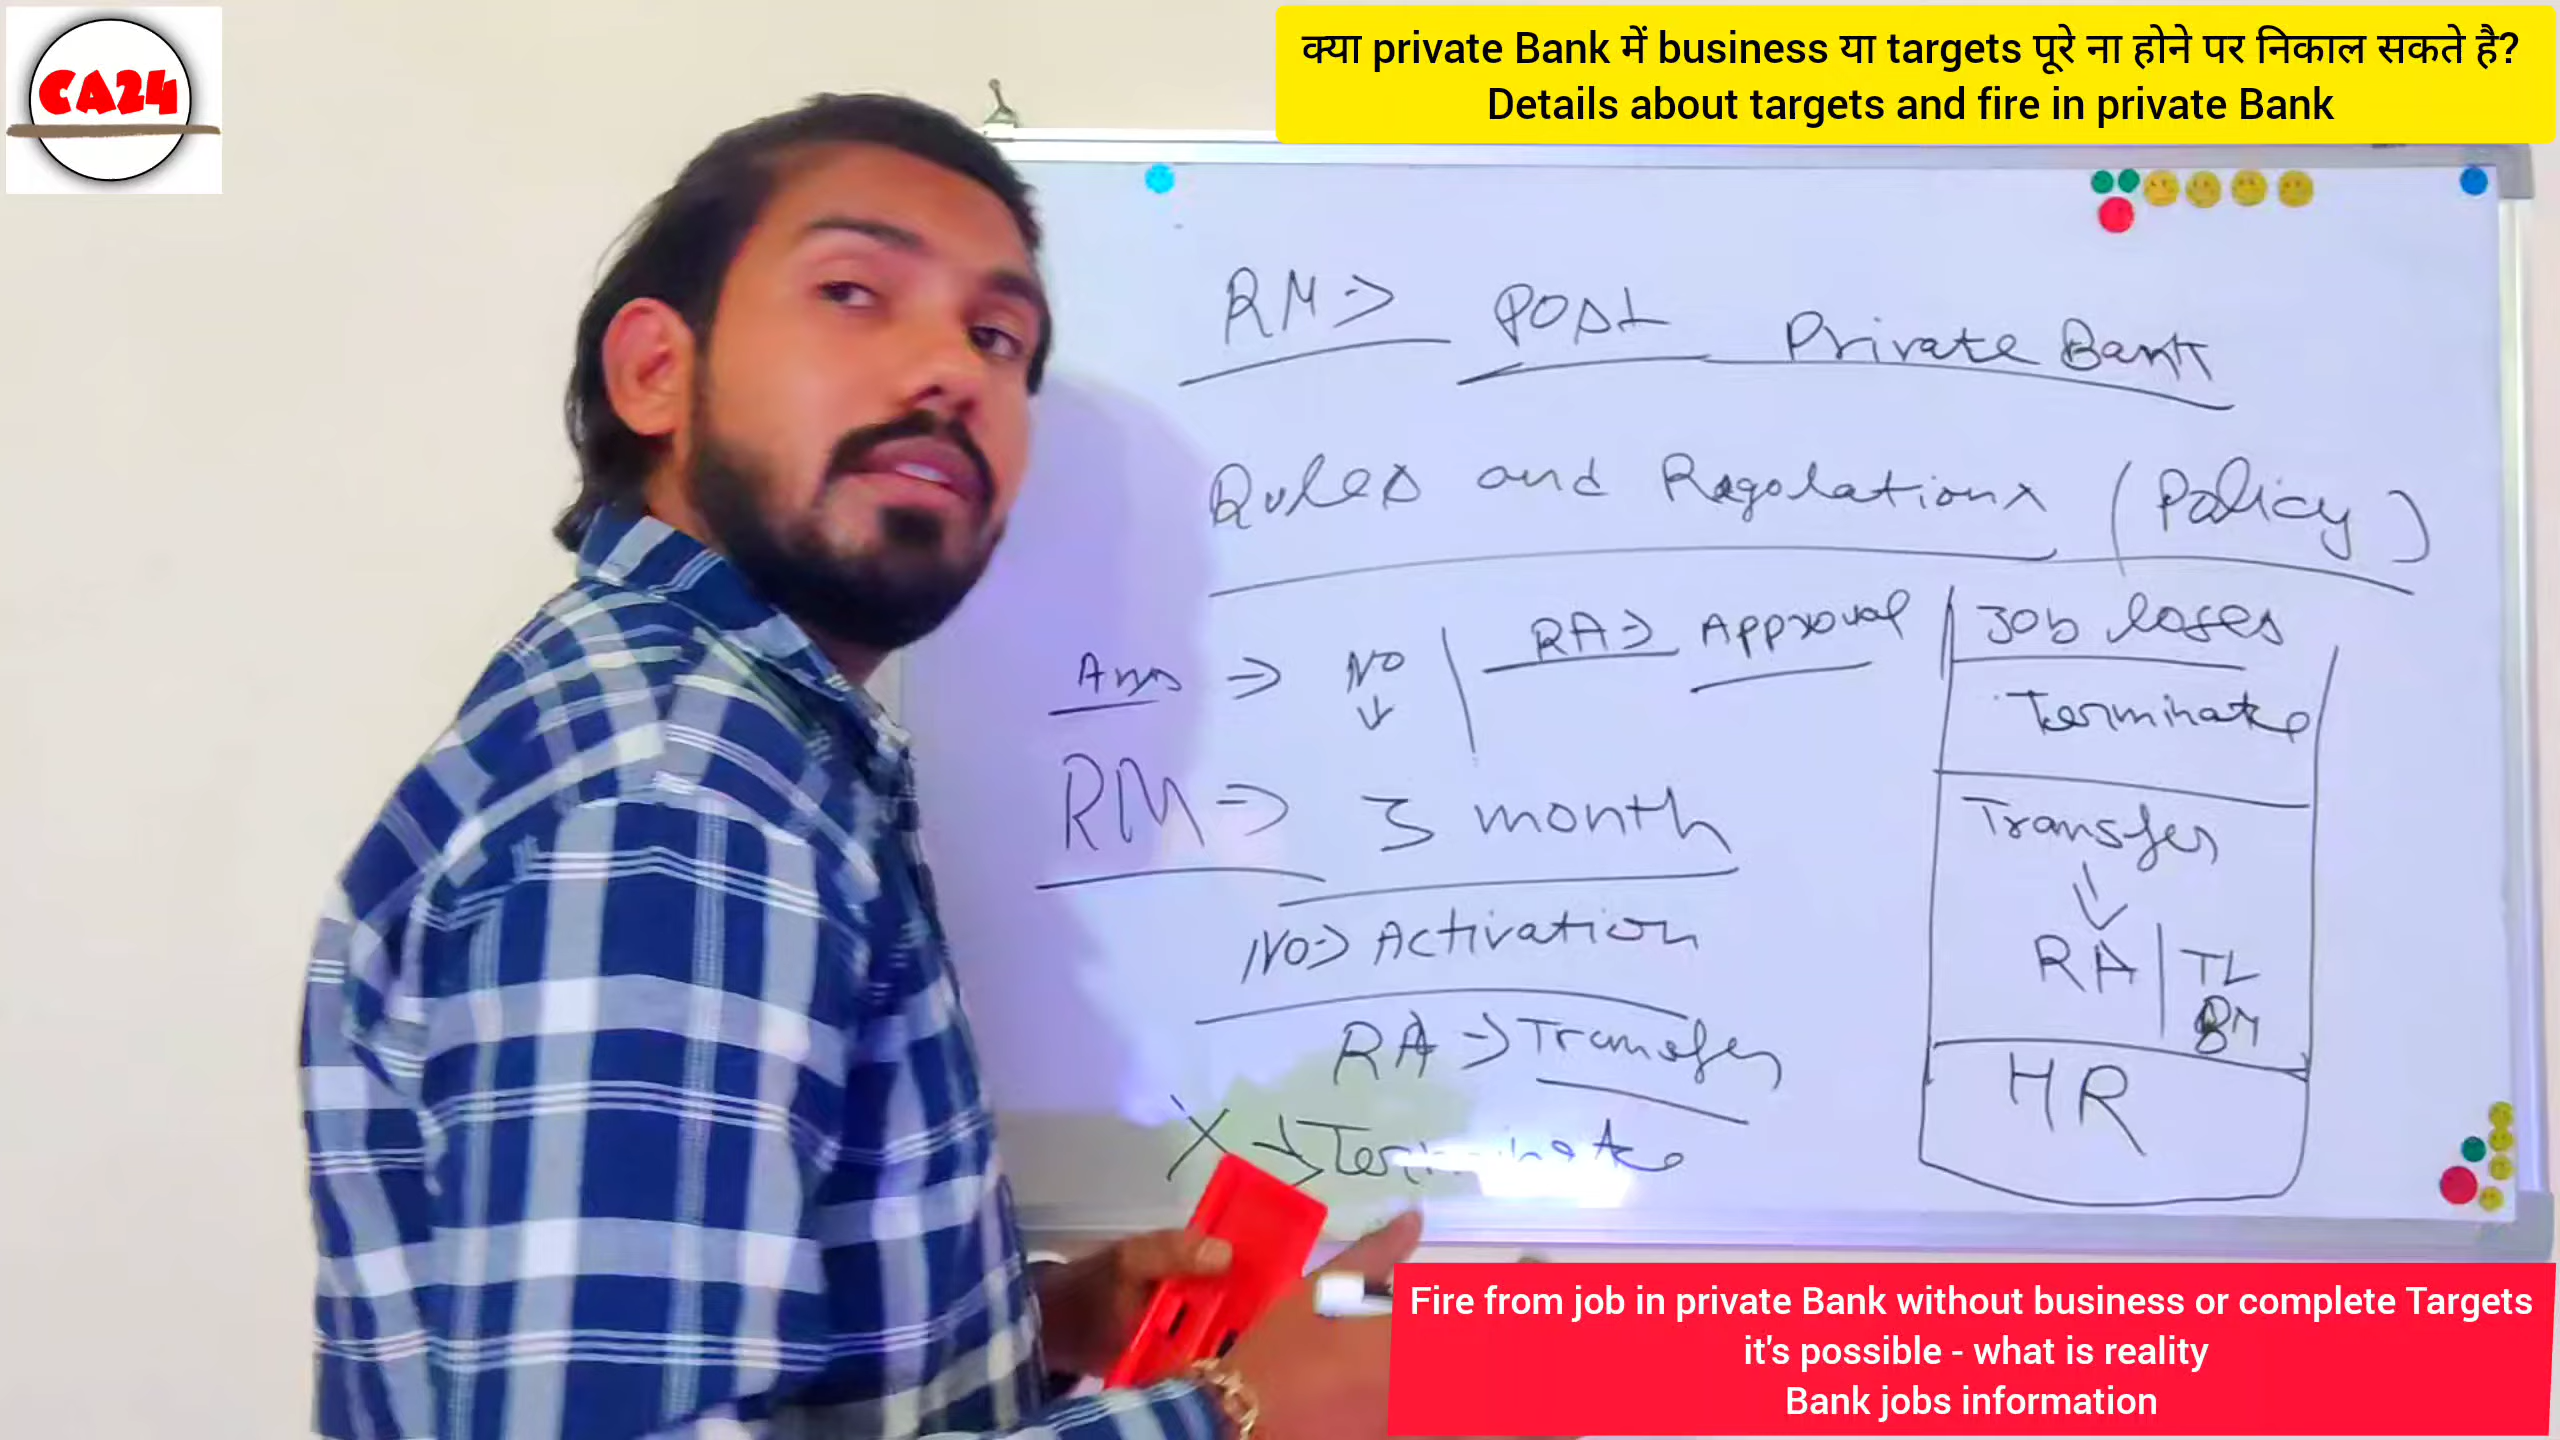 CA24
क्या private Bank में business या targets पूरे ना होने पर निकाल सकते है?
Details about targets and fire in private Bank
RM => POST Private Bank
Rules and Regolations (Policy)
Ans => NO
RA => Approval
Job loses
Terminate
RM => 3 month
Transfer
NO => Activation
RA | TL
BM
RA => Transfer
HR
X => Terminate
Fire from job in private Bank without business or complete Targets
it's possible - what is reality
Bank jobs information